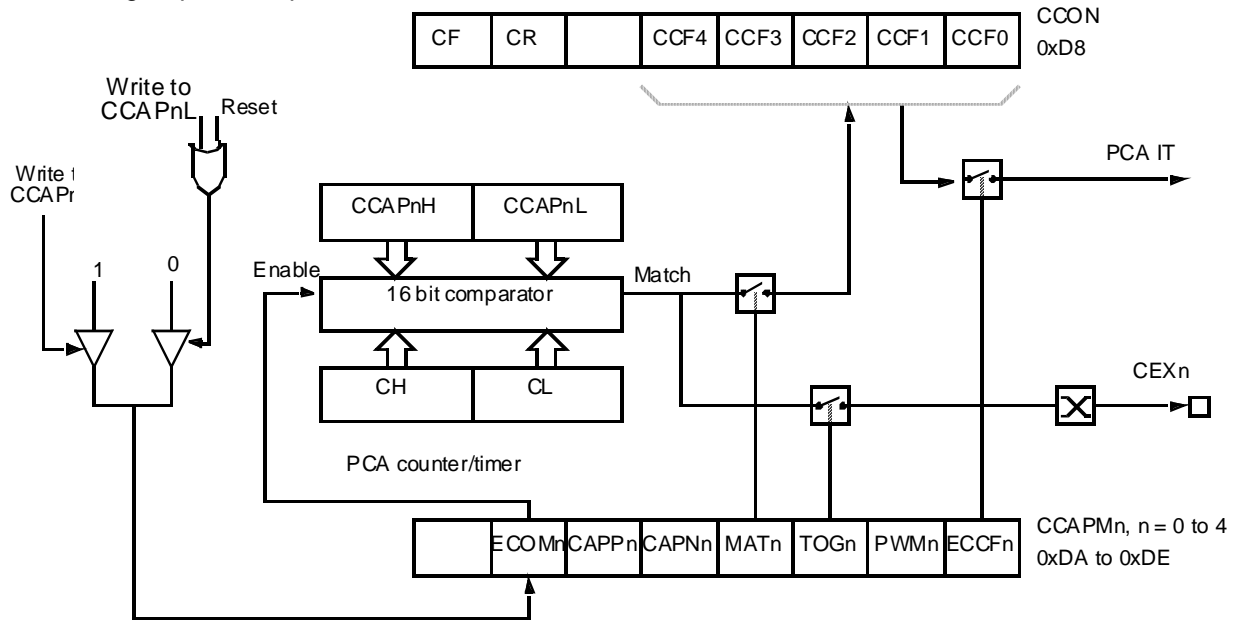 CCON
CF CR CCF4 CCF3 CCF2 CCF1 CCF0
0xD8
Write to
CCAPnL
Reset
PCA IT
Write
CCAPnH CCAPnL
1 0
Enable
Match
16 bit comparator
CH CL
CEXn
PCA counter/timer
CCAPMn, n = 0 to 4
ECOMn CAPPn CAPNn MATn TOGn PWMn ECCFn
0xDA to 0xDE